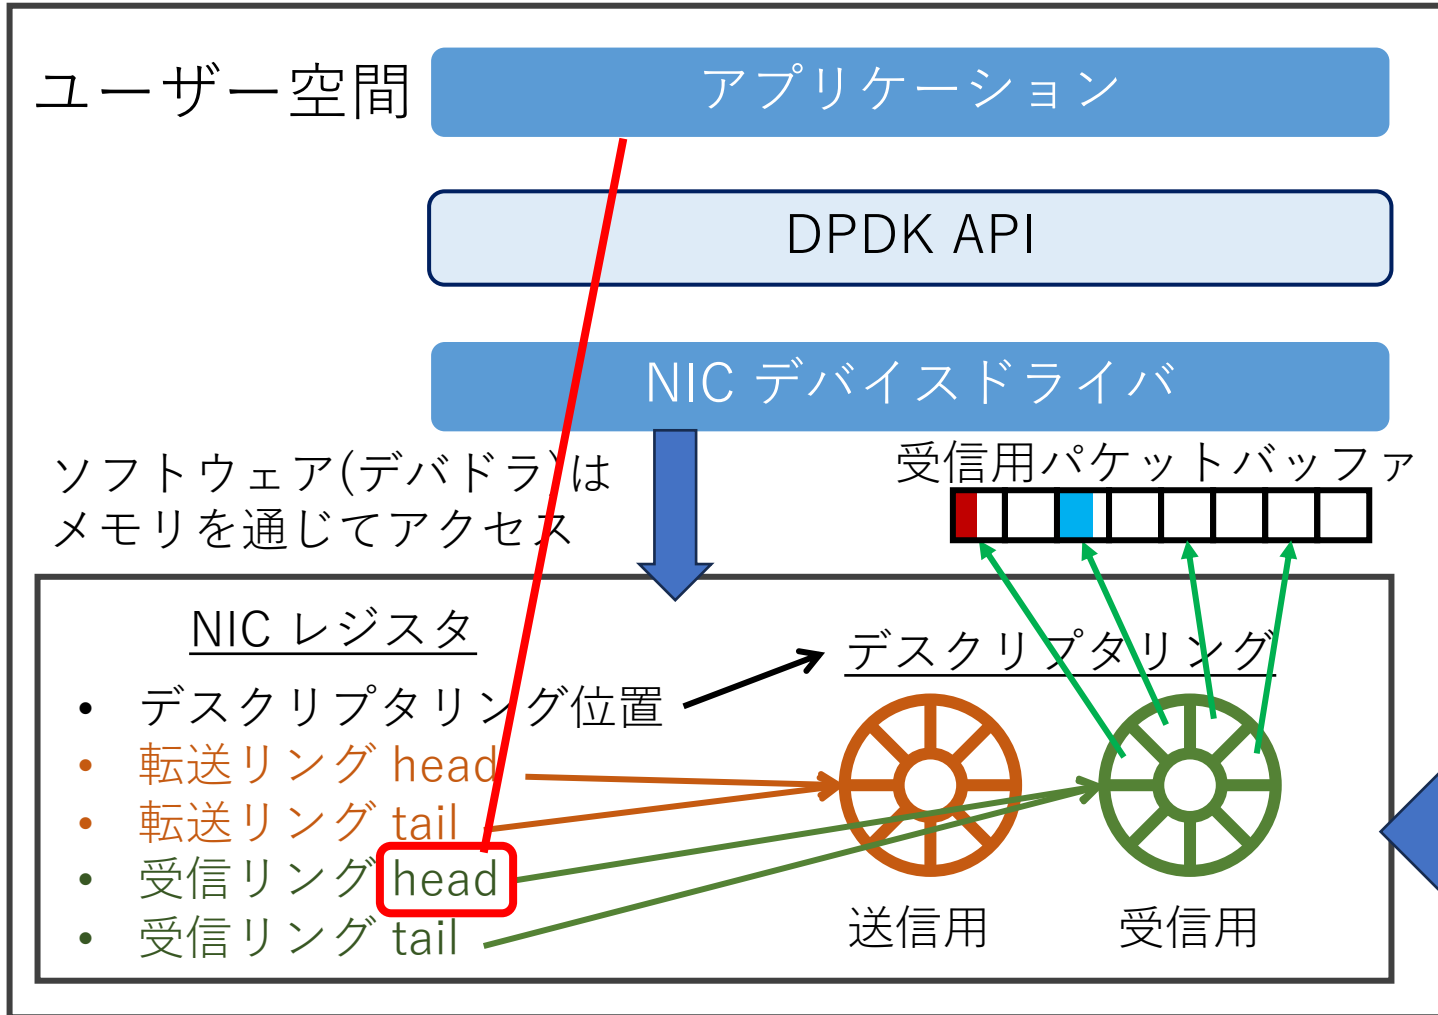 ユーザー空間
アプリケーション
DPDK API
NIC デバイスドライバ
ソフトウェア(デバドラ)は
メモリを通じてアクセス
受信用パケットバッファ
NIC レジスタ
• デスクリプタリング位置
• 転送リング head
• 転送リング tail
• 受信リング head
• 受信リング tail
デスクリプタリング
送信用
受信用